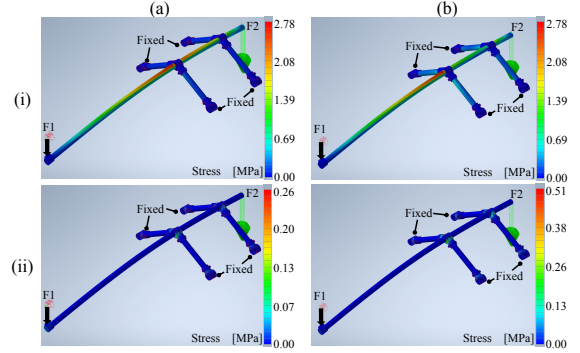 (a)
(b)
(i)
F2
Fixed
Fixed
F1
Stress [MPa]
2.78
2.08
1.39
0.69
0.00
F2
Fixed
Fixed
F1
Stress [MPa]
2.78
2.08
1.39
0.69
0.00
(ii)
F2
Fixed
Fixed
F1
Stress [MPa]
0.26
0.20
0.13
0.07
0.00
F2
Fixed
Fixed
F1
Stress [MPa]
0.51
0.38
0.26
0.13
0.00